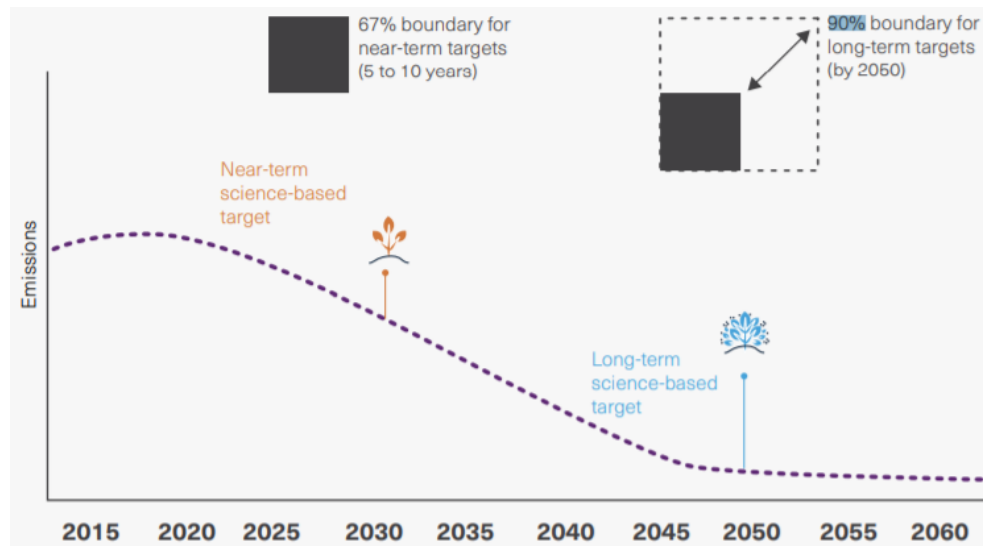 67% boundary for
near-term targets
(5 to 10 years)
90% boundary for
long-term targets
(by 2050)
Near-term
science-based
target
Emissions
Long-term
science-based
target
2015 2020 2025 2030 2035 2040 2045 2050 2055 2060